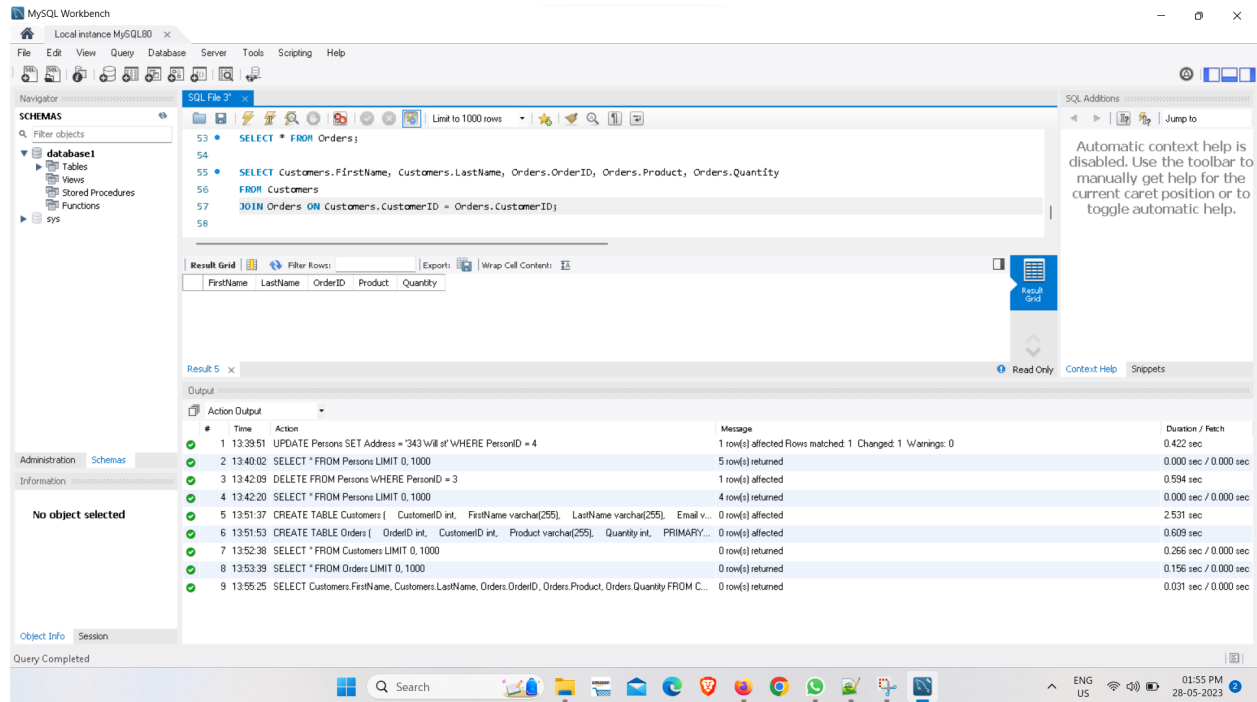 MySQL Workbench
Local instance MySQL80 ×
File Edit View Query Database Server Tools Scripting Help
Navigator
SCHEMAS
Filter objects
database1
Tables
Views
Stored Procedures
Functions
sys
Administration Schemas
Information
No object selected
Object Info Session
Query Completed
SQL File 3* ×
Limit to 1000 rows
53 SELECT * FROM Orders;
54
55 SELECT Customers.FirstName, Customers.LastName, Orders.OrderID, Orders.Product, Orders.Quantity
56 FROM Customers
57 JOIN Orders ON Customers.CustomerID = Orders.CustomerID;
58
Result Grid Filter Rows: Export: Wrap Cell Content:
FirstName LastName OrderID Product Quantity
Result Grid
Result 5 × Read Only
SQL Additions
Jump to
Automatic context help is
disabled. Use the toolbar to
manually get help for the
current caret position or to
toggle automatic help.
Context Help Snippets
Output
Action Output
# Time Action Message Duration / Fetch
1 13:39:51 UPDATE Persons SET Address = '343 Will st' WHERE PersonID = 4 1 row(s) affected Rows matched: 1 Changed: 1 Warnings: 0 0.422 sec
2 13:40:02 SELECT * FROM Persons LIMIT 0, 1000 5 row(s) returned 0.000 sec / 0.000 sec
3 13:42:09 DELETE FROM Persons WHERE PersonID = 3 1 row(s) affected 0.594 sec
4 13:42:20 SELECT * FROM Persons LIMIT 0, 1000 4 row(s) returned 0.000 sec / 0.000 sec
5 13:51:37 CREATE TABLE Customers ( CustomerID int, FirstName varchar(255), LastName varchar(255), Email v... 0 row(s) affected 2.531 sec
6 13:51:53 CREATE TABLE Orders ( OrderID int, CustomerID int, Product varchar(255), Quantity int, PRIMARY... 0 row(s) affected 0.609 sec
7 13:52:38 SELECT * FROM Customers LIMIT 0, 1000 0 row(s) returned 0.266 sec / 0.000 sec
8 13:53:39 SELECT * FROM Orders LIMIT 0, 1000 0 row(s) returned 0.156 sec / 0.000 sec
9 13:55:25 SELECT Customers.FirstName, Customers.LastName, Orders.OrderID, Orders.Product, Orders.Quantity FROM C... 0 row(s) returned 0.031 sec / 0.000 sec
Search
amazon
ENG
US
01:55 PM
28-05-2023
2